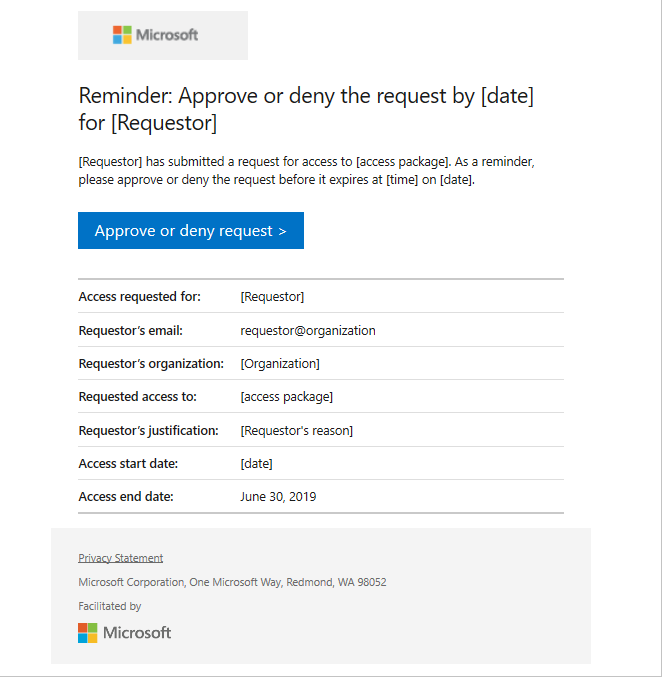 Microsoft
Reminder: Approve or deny the request by [date]
for [Requestor]
[Requestor] has submitted a request for access to [access package]. As a reminder,
please approve or deny the request before it expires at [time] on [date].
Approve or deny request >
Access requested for: [Requestor]
Requestor’s email: requestor@organization
Requestor’s organization: [Organization]
Requested access to: [access package]
Requestor’s justification: [Requestor's reason]
Access start date: [date]
Access end date: June 30, 2019
Privacy Statement
Microsoft Corporation, One Microsoft Way, Redmond, WA 98052
Facilitated by
Microsoft